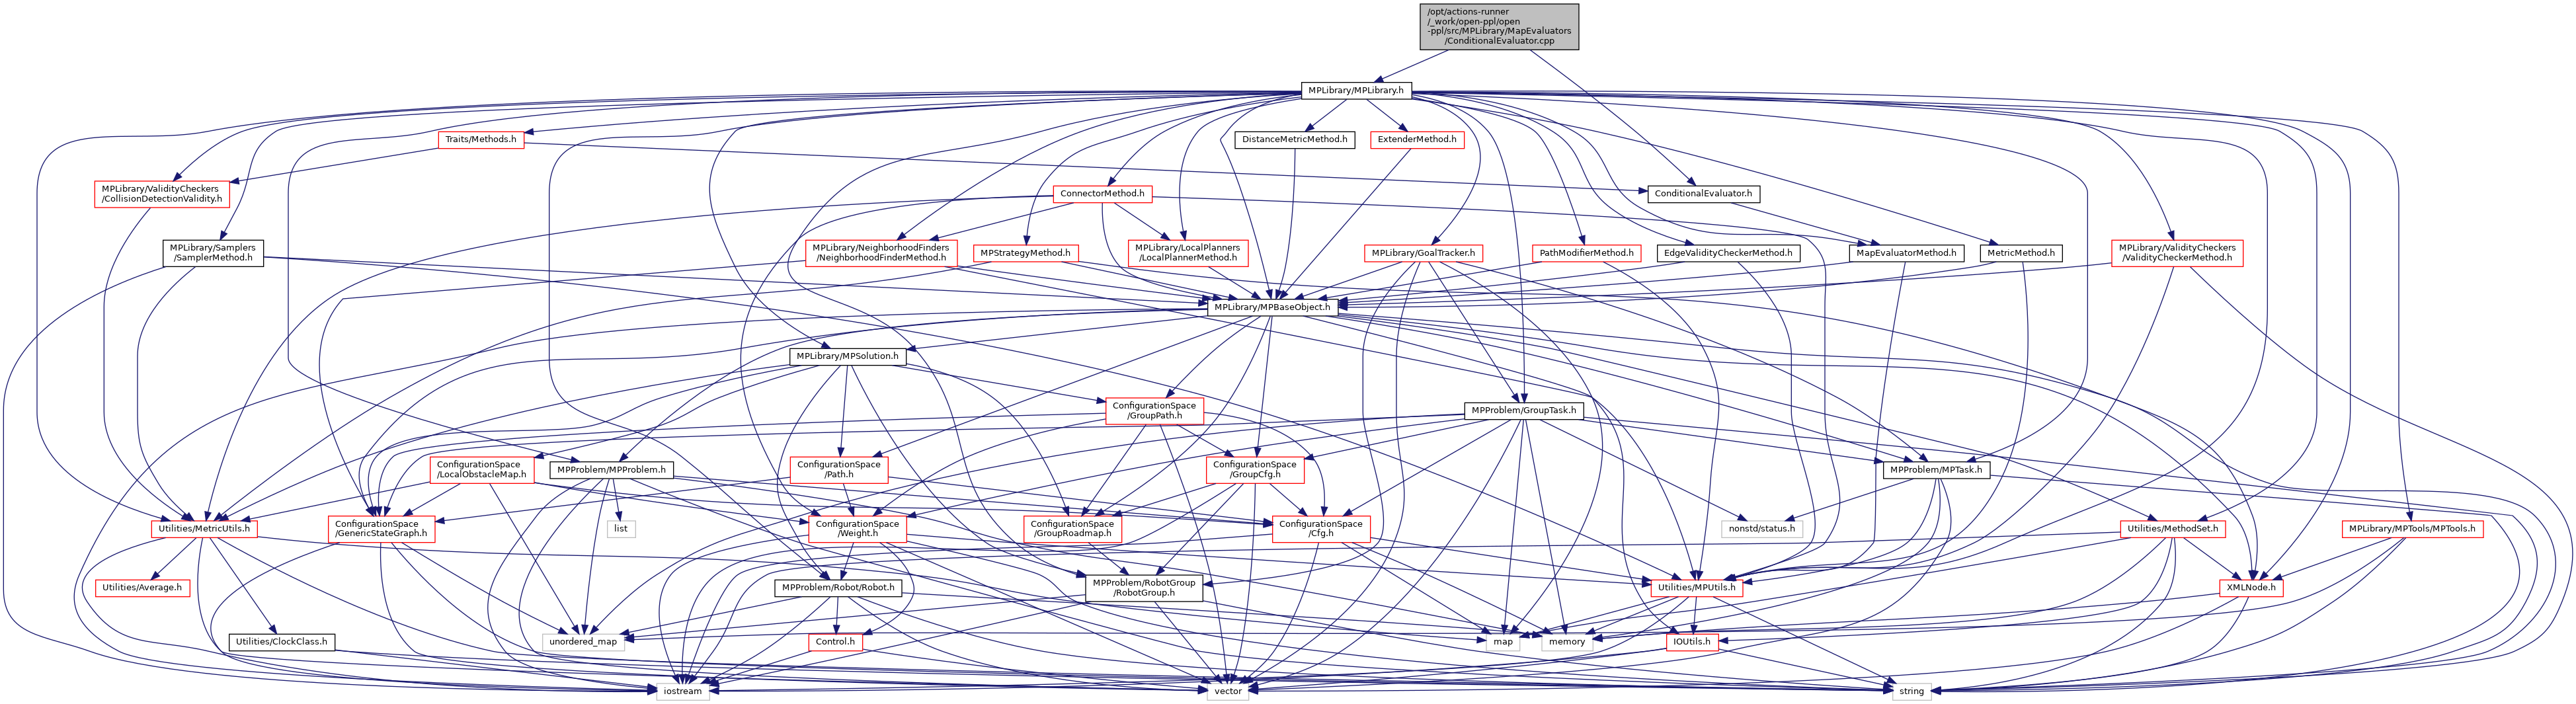 /opt/actions-runner
/_work/open-ppl/open
-ppl/src/MPLibrary/MapEvaluators
/ConditionalEvaluator.cpp
MPLibrary/MPLibrary.h
Traits/Methods.h
DistanceMetricMethod.h
ExtenderMethod.h
MPLibrary/ValidityCheckers
/CollisionDetectionValidity.h
ConnectorMethod.h
ConditionalEvaluator.h
MPLibrary/Samplers
/SamplerMethod.h
MPLibrary/NeighborhoodFinders
/NeighborhoodFinderMethod.h
MPStrategyMethod.h
MPLibrary/LocalPlanners
/LocalPlannerMethod.h
MPLibrary/GoalTracker.h
PathModifierMethod.h
EdgeValidityCheckerMethod.h
MapEvaluatorMethod.h
MetricMethod.h
MPLibrary/ValidityCheckers
/ValidityCheckerMethod.h
MPLibrary/MPBaseObject.h
MPLibrary/MPSolution.h
ConfigurationSpace
/GroupPath.h
MPProblem/GroupTask.h
ConfigurationSpace
/LocalObstacleMap.h
MPProblem/MPProblem.h
ConfigurationSpace
/Path.h
ConfigurationSpace
/GroupCfg.h
MPProblem/MPTask.h
Utilities/MetricUtils.h
ConfigurationSpace
/GenericStateGraph.h
list
ConfigurationSpace
/Weight.h
ConfigurationSpace
/GroupRoadmap.h
ConfigurationSpace
/Cfg.h
nonstd/status.h
Utilities/MethodSet.h
MPLibrary/MPTools/MPTools.h
Utilities/Average.h
MPProblem/Robot/Robot.h
MPProblem/RobotGroup
/RobotGroup.h
Utilities/MPUtils.h
XMLNode.h
Utilities/ClockClass.h
unordered_map
Control.h
map
memory
IOUtils.h
iostream
vector
string